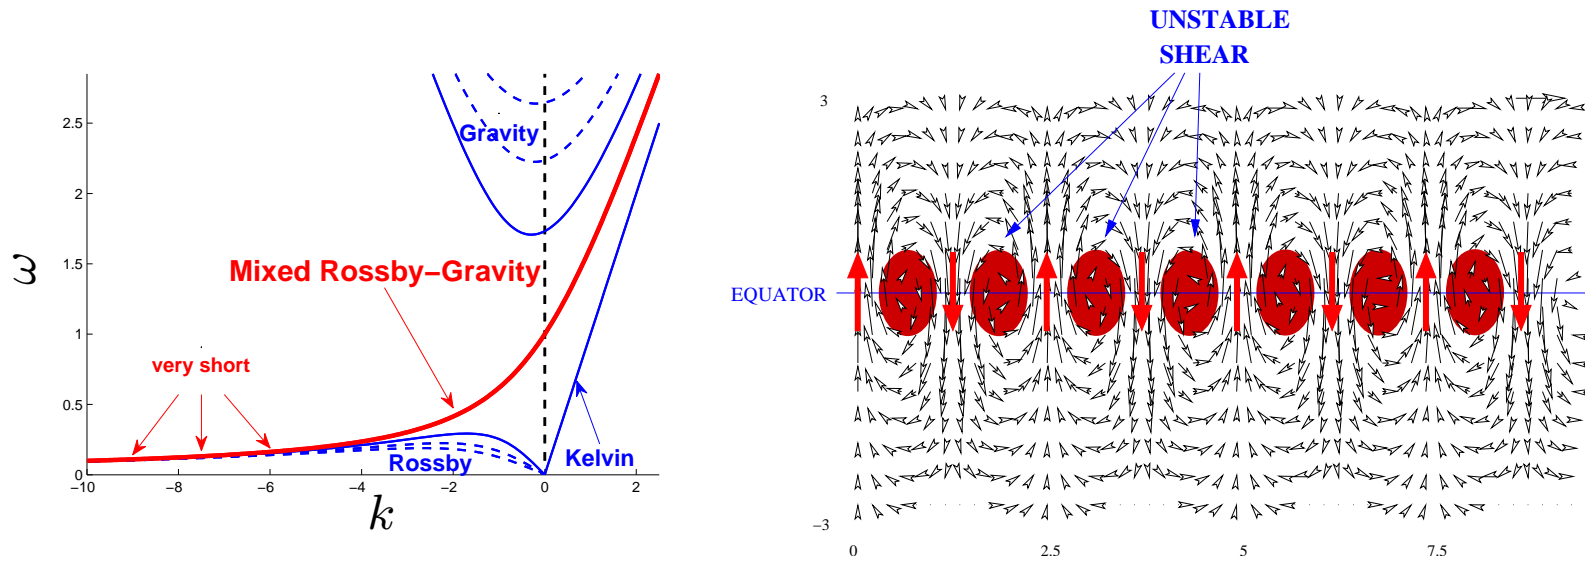 2.5
2
1.5
1
0.5
0
ω
Gravity
Mixed Rossby−Gravity
very short
Rossby
Kelvin
−10
−8
−6
−4
−2
0
2
k
UNSTABLE
SHEAR
3
EQUATOR
−3
0
2.5
5
7.5